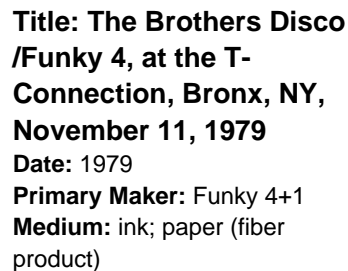 Title: The Brothers Disco
/Funky 4, at the T-
Connection, Bronx, NY,
November 11, 1979
Date: 1979
Primary Maker: Funky 4+1
Medium: ink; paper (fiber
product)